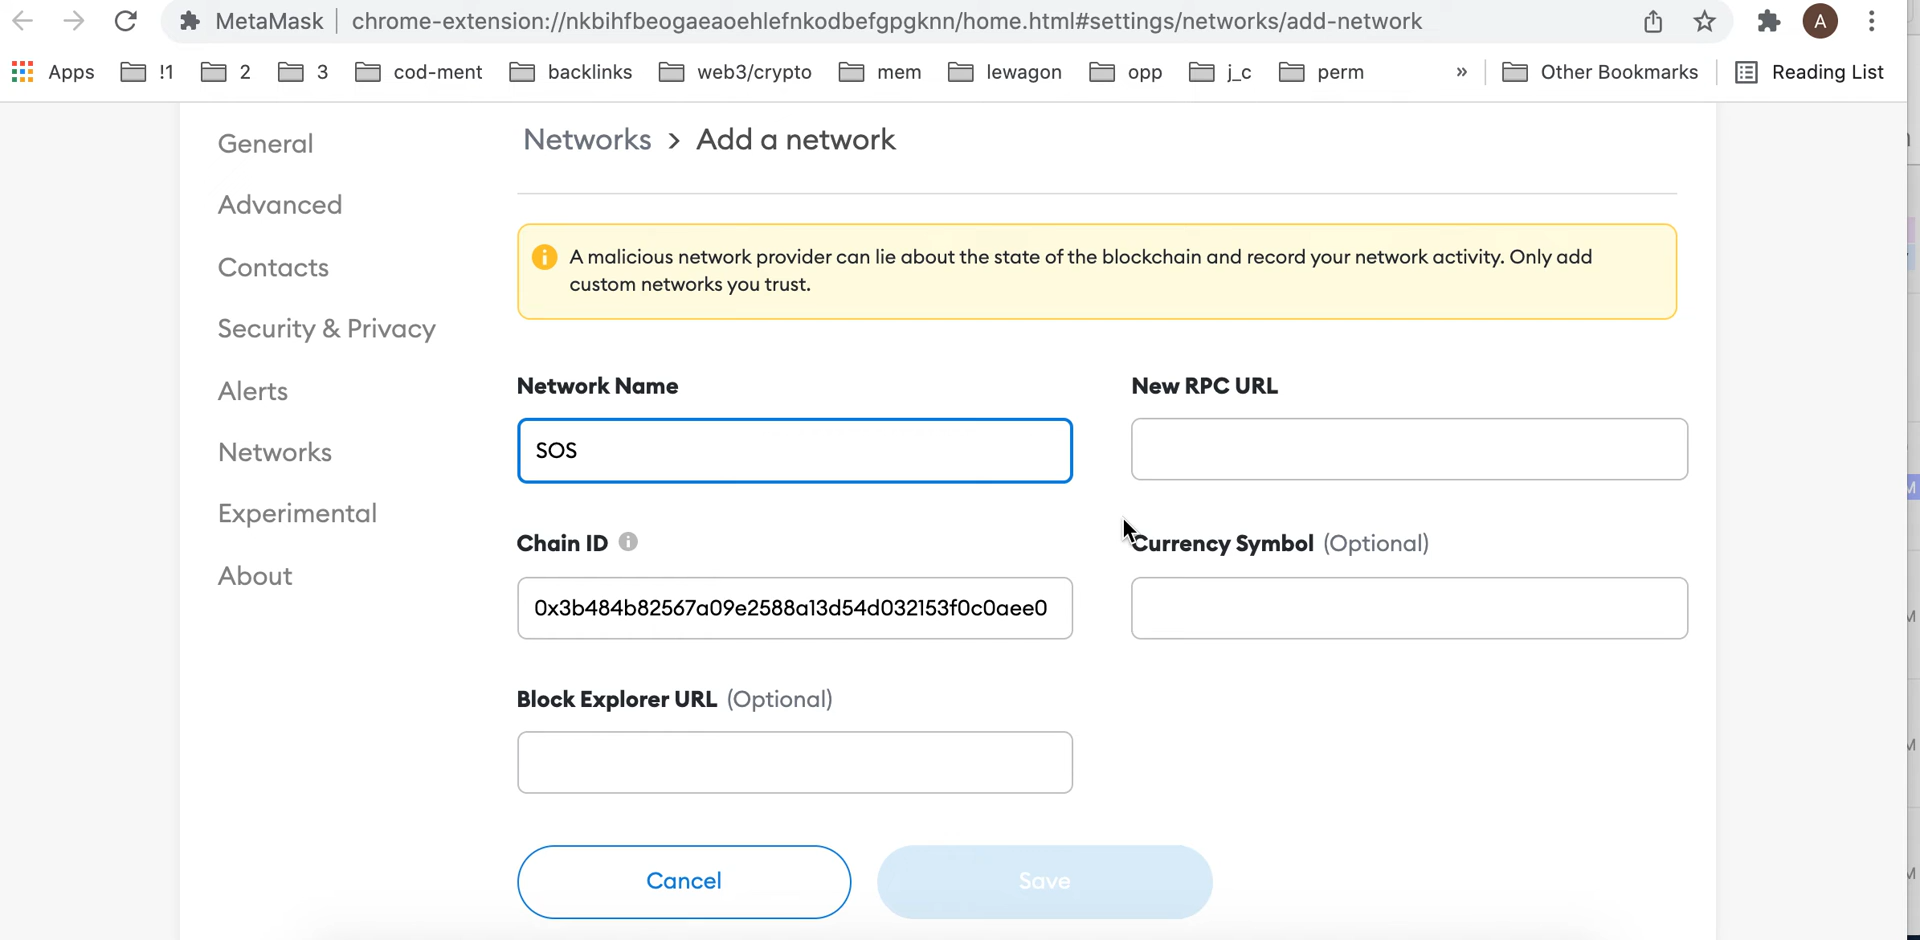 MetaMask chrome-extension://nkbihfbeogaeaoehlefnkodbefgpgknn/home.html#settings/networks/add-network A
Apps !1 2 3 cod-ment backlinks web3/crypto mem lewagon opp j_c perm » Other Bookmarks Reading List
General
Advanced
Contacts
Security & Privacy
Alerts
Networks
Experimental
About
Networks > Add a network
A malicious network provider can lie about the state of the blockchain and record your network activity. Only add
custom networks you trust.
Network Name
SOS
New RPC URL
Chain ID
0x3b484b82567a09e2588a13d54d032153f0c0aee0
Currency Symbol (Optional)
Block Explorer URL (Optional)
Cancel
Save